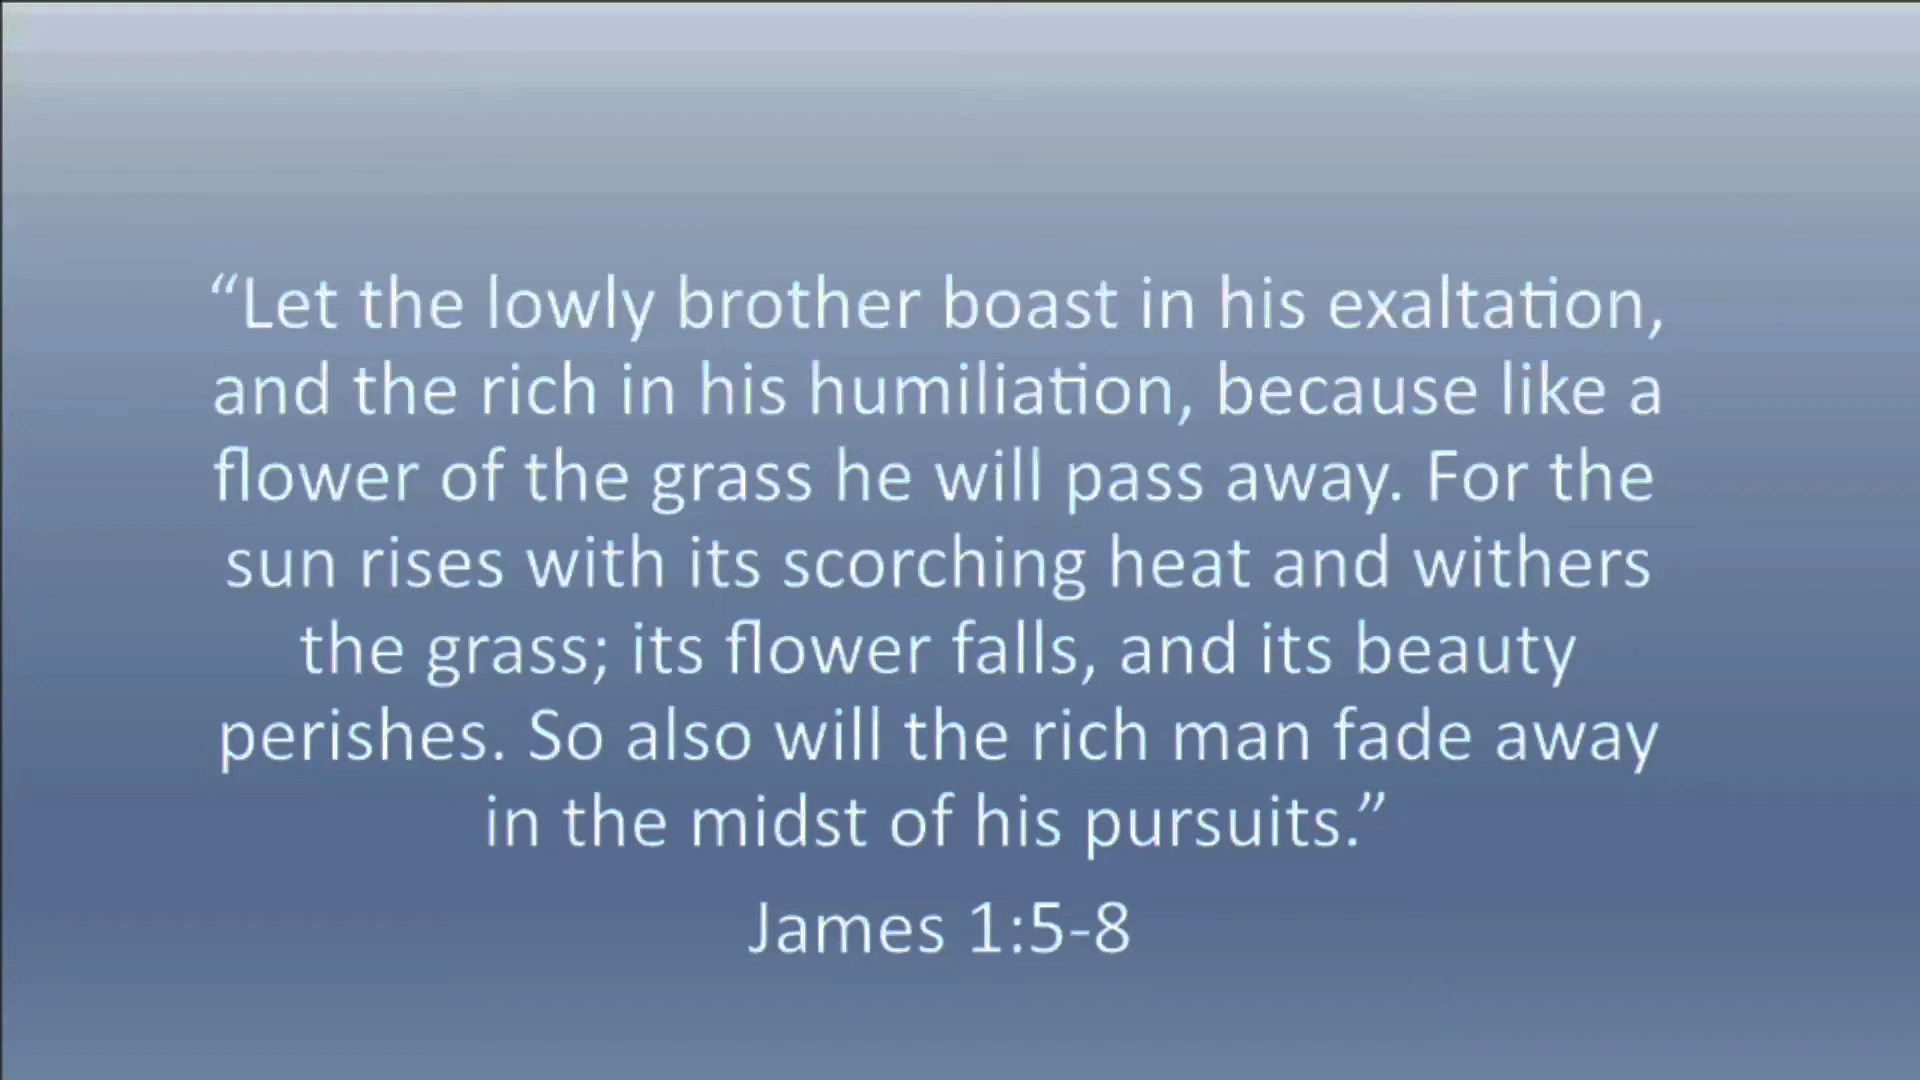 “Let the lowly brother boast in his exaltation,
and the rich in his humiliation, because like a
flower of the grass he will pass away. For the
sun rises with its scorching heat and withers
the grass; its flower falls, and its beauty
perishes. So also will the rich man fade away
in the midst of his pursuits.”
James 1:5-8